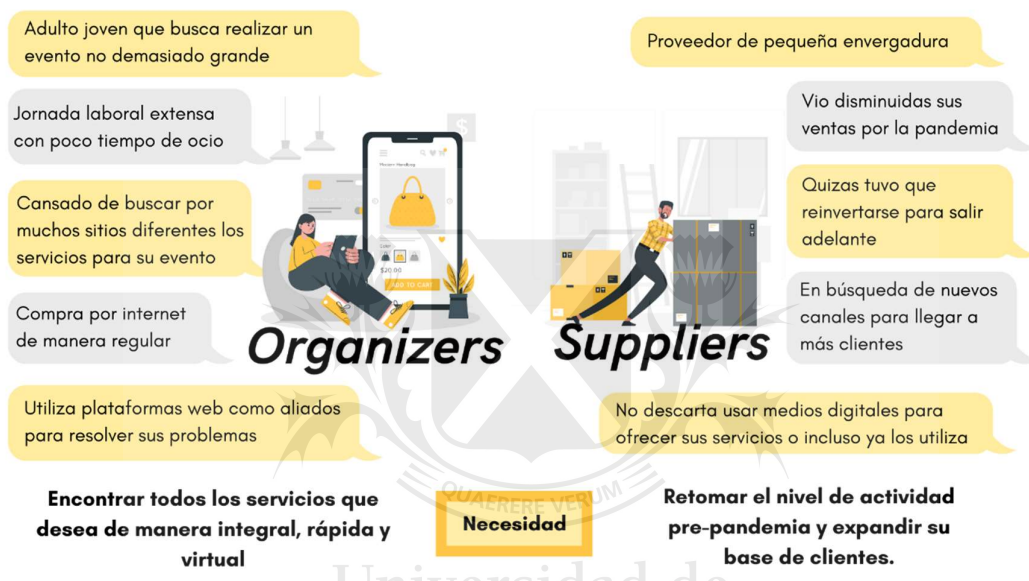 Adulto joven que busca realizar un
evento no demasiado grande
Jornada laboral extensa
con poco tiempo de ocio
Cansado de buscar por
muchos sitios diferentes los
servicios para su evento
Compra por internet
de manera regular
Utiliza plataformas web como aliados
para resolver sus problemas
Organizers
$20.00
ADD TO CART
Proveedor de pequeña envergadura
Vio disminuidas sus
ventas por la pandemia
Quizas tuvo que
reinvertarse para salir
adelante
En búsqueda de nuevos
canales para llegar a
más clientes
No descarta usar medios digitales para
ofrecer sus servicios o incluso ya los utiliza
Suppliers
Encontrar todos los servicios que
desea de manera integral, rápida y
virtual
Necesidad
Retomar el nivel de actividad
pre-pandemia y expandir su
base de clientes.
QUAERERE VERUM
Universidad de